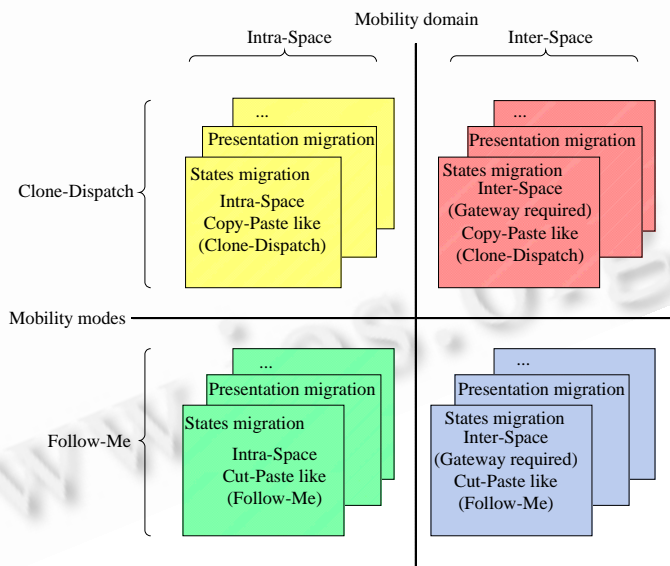 Mobility domain
Intra-Space
Inter-Space
...
Presentation migration
States migration
Intra-Space
Copy-Paste like
(Clone-Dispatch)
...
Presentation migration
States migration
Inter-Space
(Gateway required)
Copy-Paste like
(Clone-Dispatch)
Clone-Dispatch
Mobility modes
...
Presentation migration
States migration
Intra-Space
Cut-Paste like
(Follow-Me)
...
Presentation migration
States migration
Inter-Space
(Gateway required)
Cut-Paste like
(Follow-Me)
Follow-Me